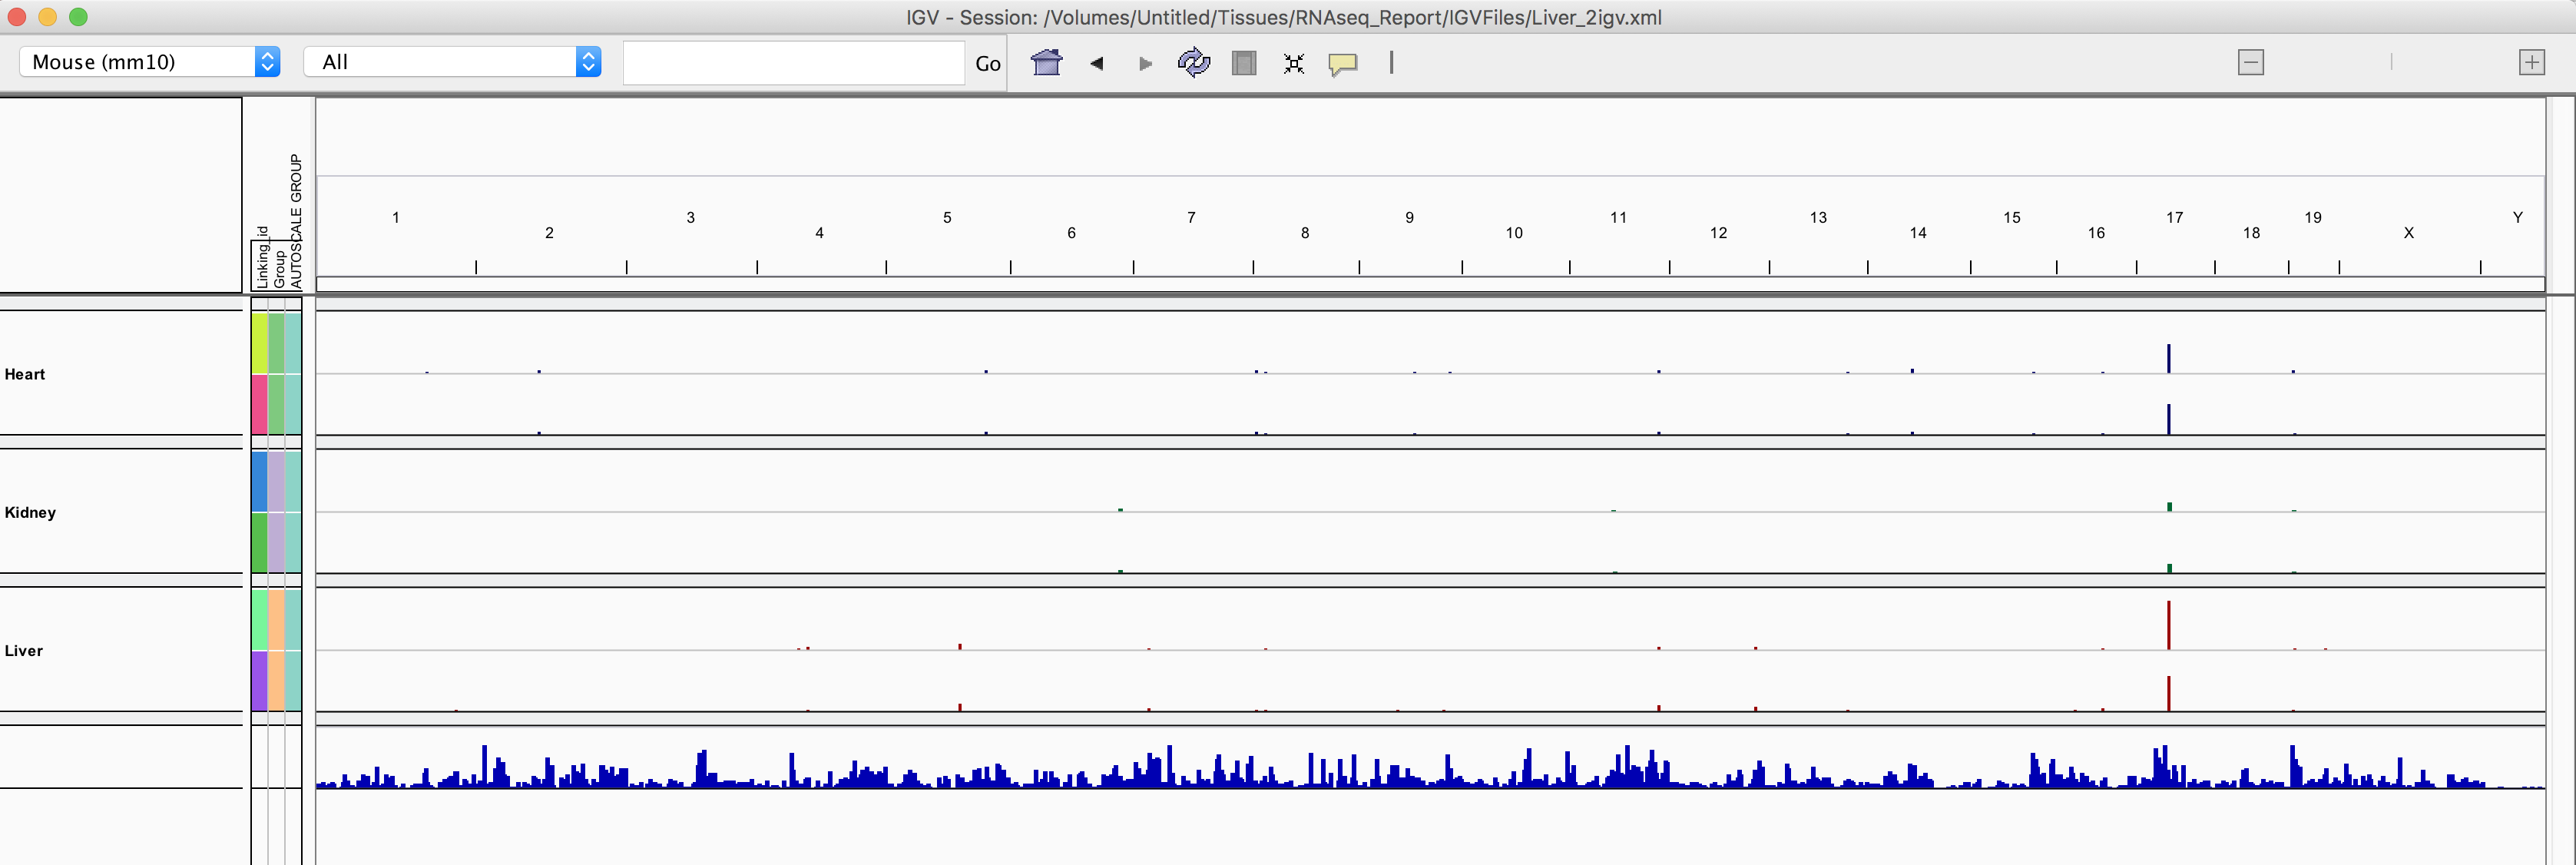 IGV - Session: /Volumes/Untitled/Tissues/RNAseq_Report/IGVFiles/Liver_2igv.xml
Mouse (mm10) All Go
Linking_id
Group
AUTOSCALE GROUP
1 3 5 7 9 11 13 15 17 19 Y
2 4 6 8 10 12 14 16 18 X
Heart
Kidney
Liver